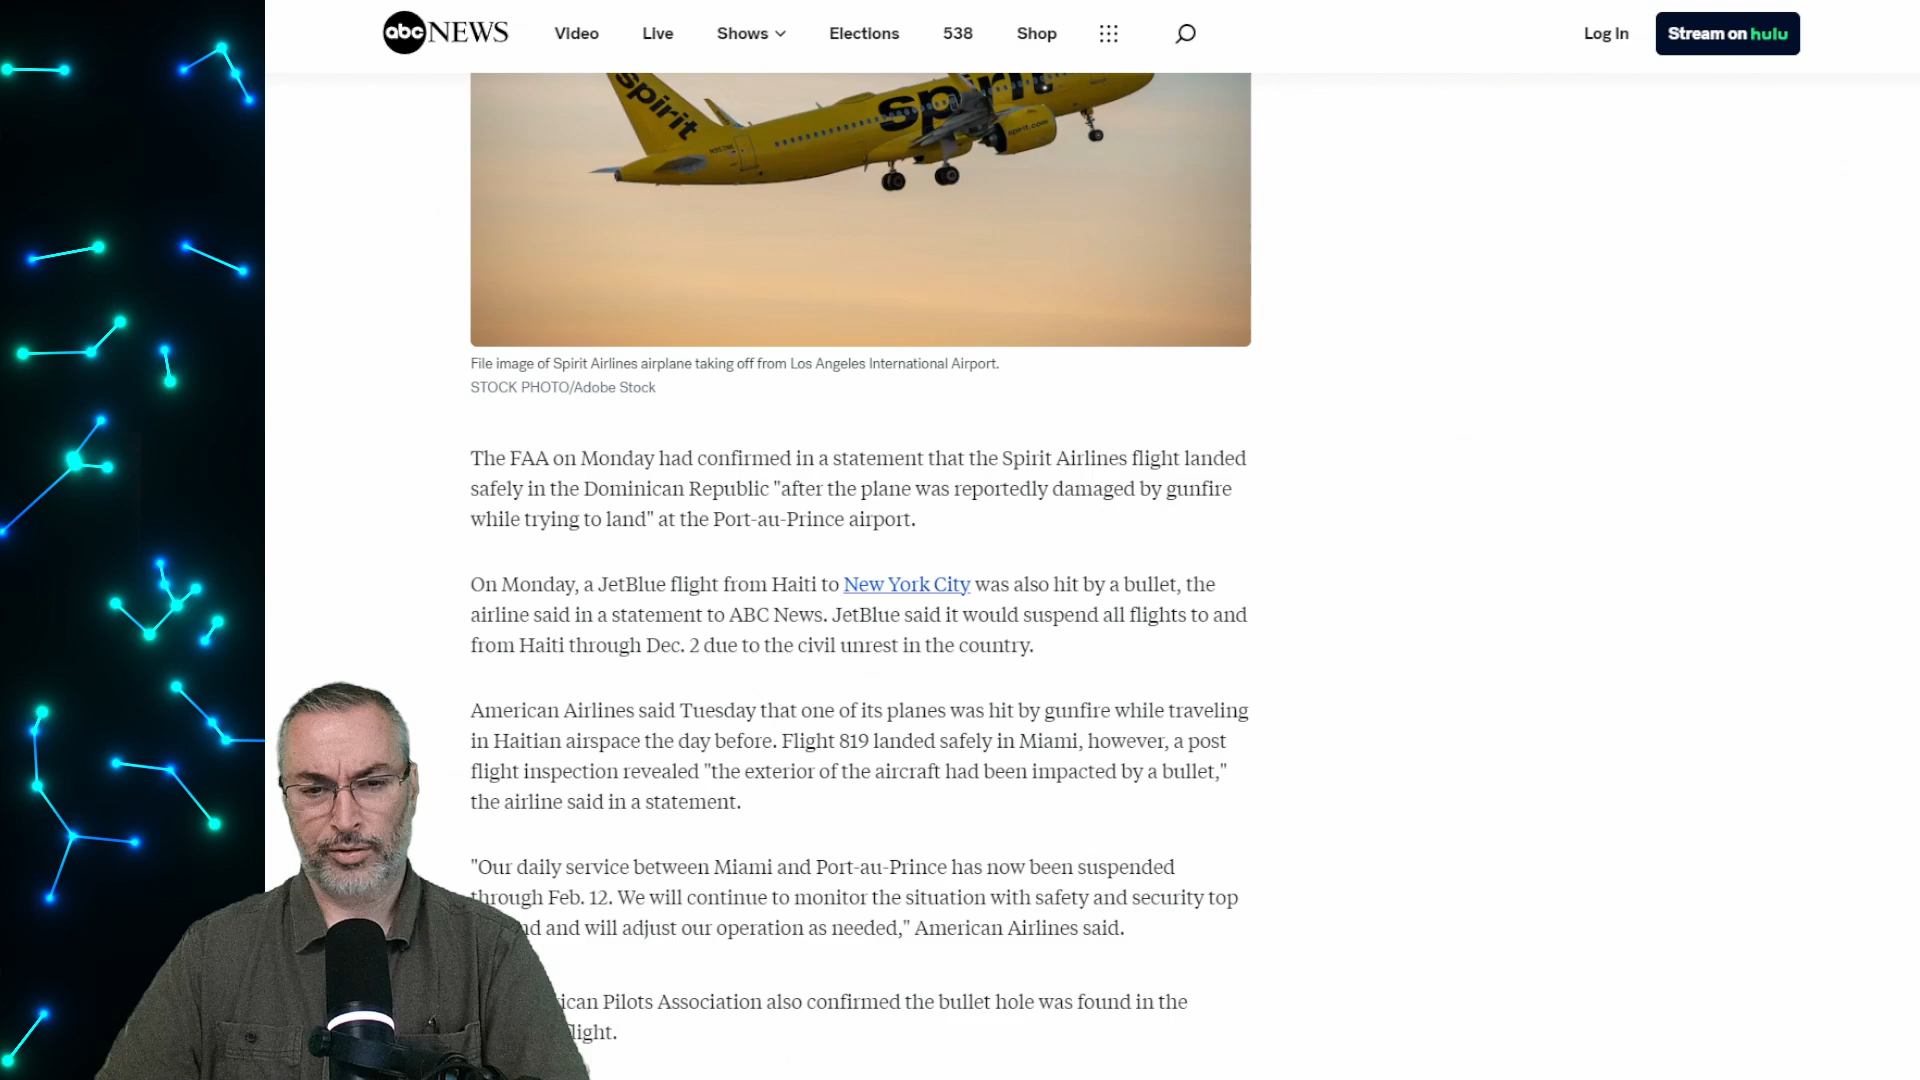 abc NEWS Video Live Shows Elections 538 Shop Log In Stream on hulu
spirit spirit
spirit.com
File image of Spirit Airlines airplane taking off from Los Angeles International Airport.
STOCK PHOTO/Adobe Stock
The FAA on Monday had confirmed in a statement that the Spirit Airlines flight landed
safely in the Dominican Republic "after the plane was reportedly damaged by gunfire
while trying to land" at the Port-au-Prince airport.
On Monday, a JetBlue flight from Haiti to New York City was also hit by a bullet, the
airline said in a statement to ABC News. JetBlue said it would suspend all flights to and
from Haiti through Dec. 2 due to the civil unrest in the country.
American Airlines said Tuesday that one of its planes was hit by gunfire while traveling
in Haitian airspace the day before. Flight 819 landed safely in Miami, however, a post
flight inspection revealed "the exterior of the aircraft had been impacted by a bullet,"
the airline said in a statement.
"Our daily service between Miami and Port-au-Prince has now been suspended
through Feb. 12. We will continue to monitor the situation with safety and security top
nd and will adjust our operation as needed," American Airlines said.
ican Pilots Association also confirmed the bullet hole was found in the
light.